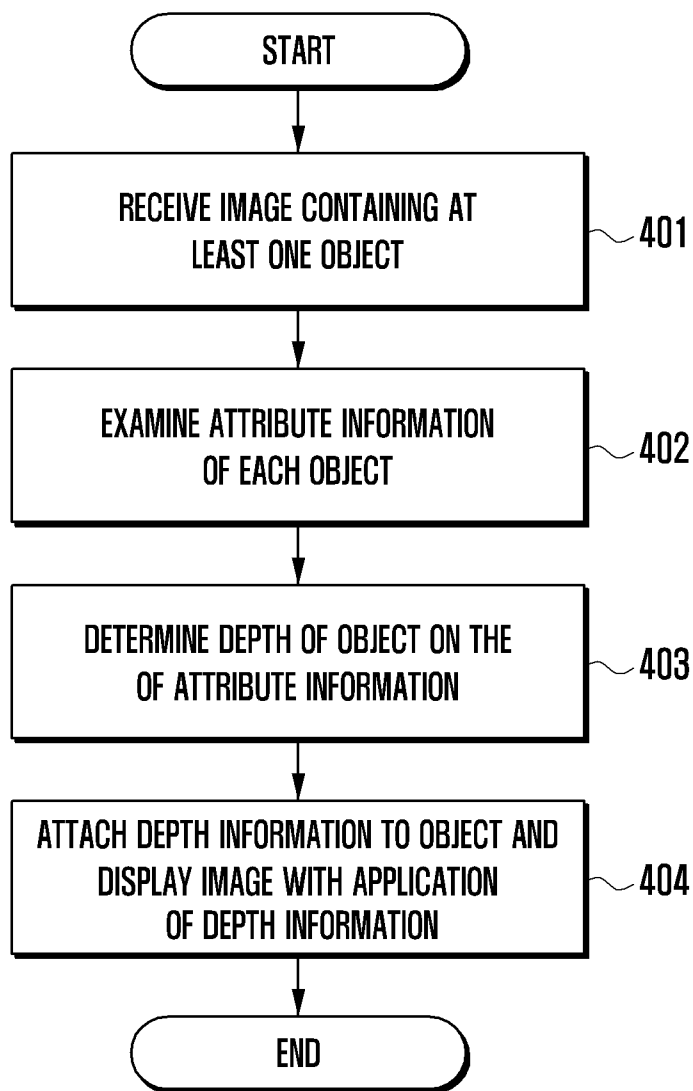 START
RECEIVE IMAGE CONTAINING AT
LEAST ONE OBJECT
401
EXAMINE ATTRIBUTE INFORMATION
OF EACH OBJECT
402
DETERMINE DEPTH OF OBJECT ON THE
OF ATTRIBUTE INFORMATION
403
ATTACH DEPTH INFORMATION TO OBJECT AND
DISPLAY IMAGE WITH APPLICATION
OF DEPTH INFORMATION
404
END